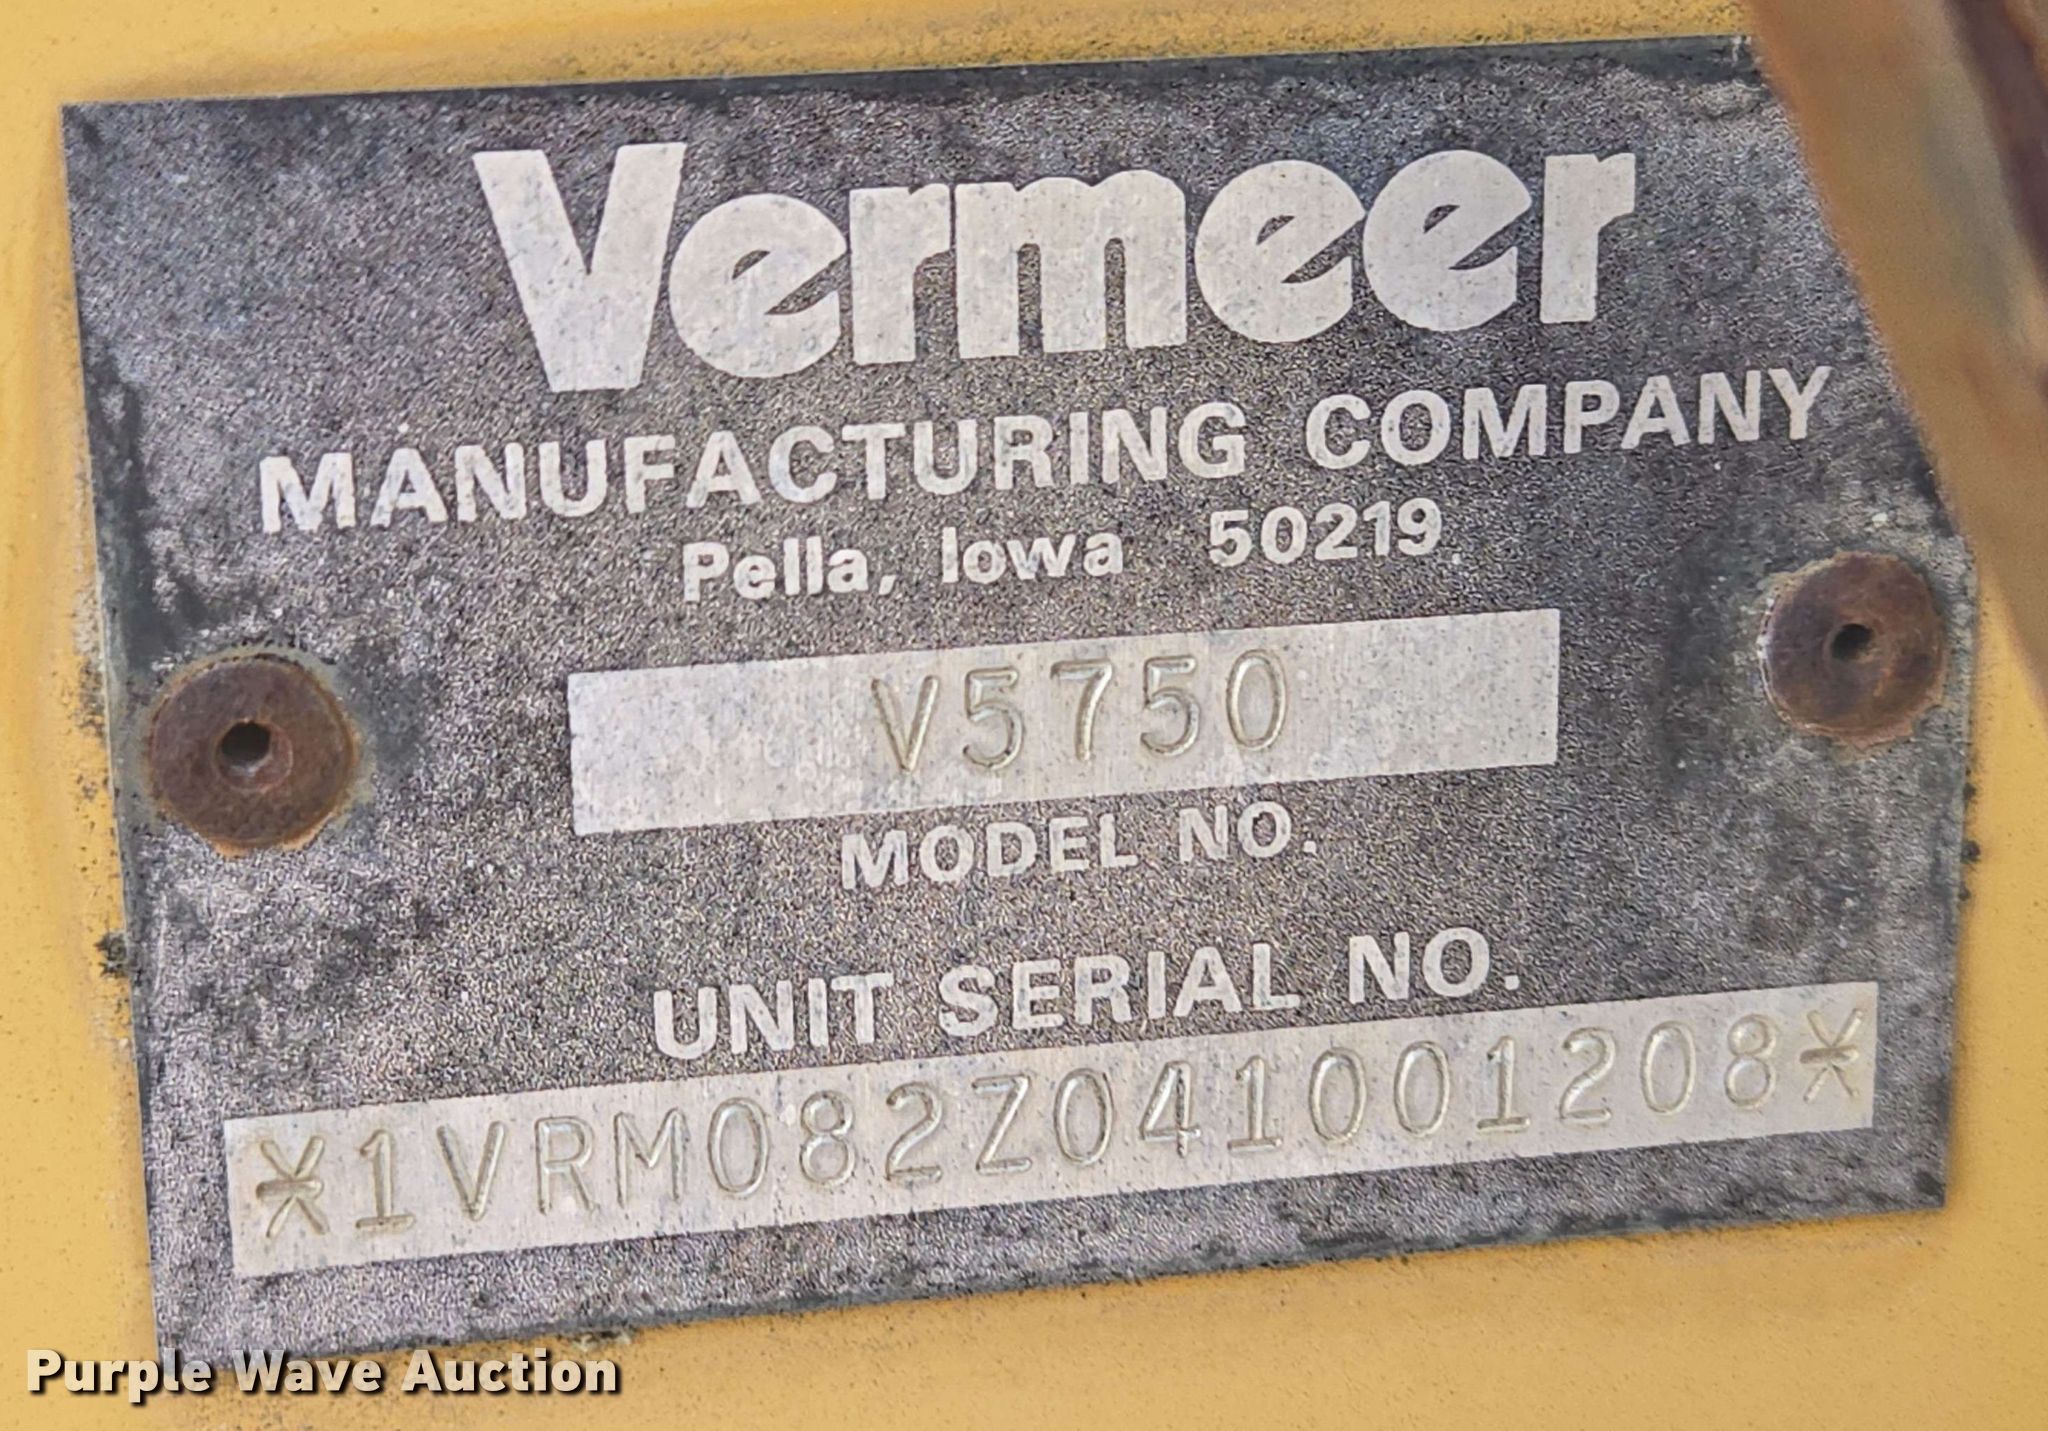 Vermeer
MANUFACTURING COMPANY
Pella, Iowa 50219
V5750
MODEL NO.
UNIT SERIAL NO.
*1VRM082Z041001208*
Purple Wave Auction